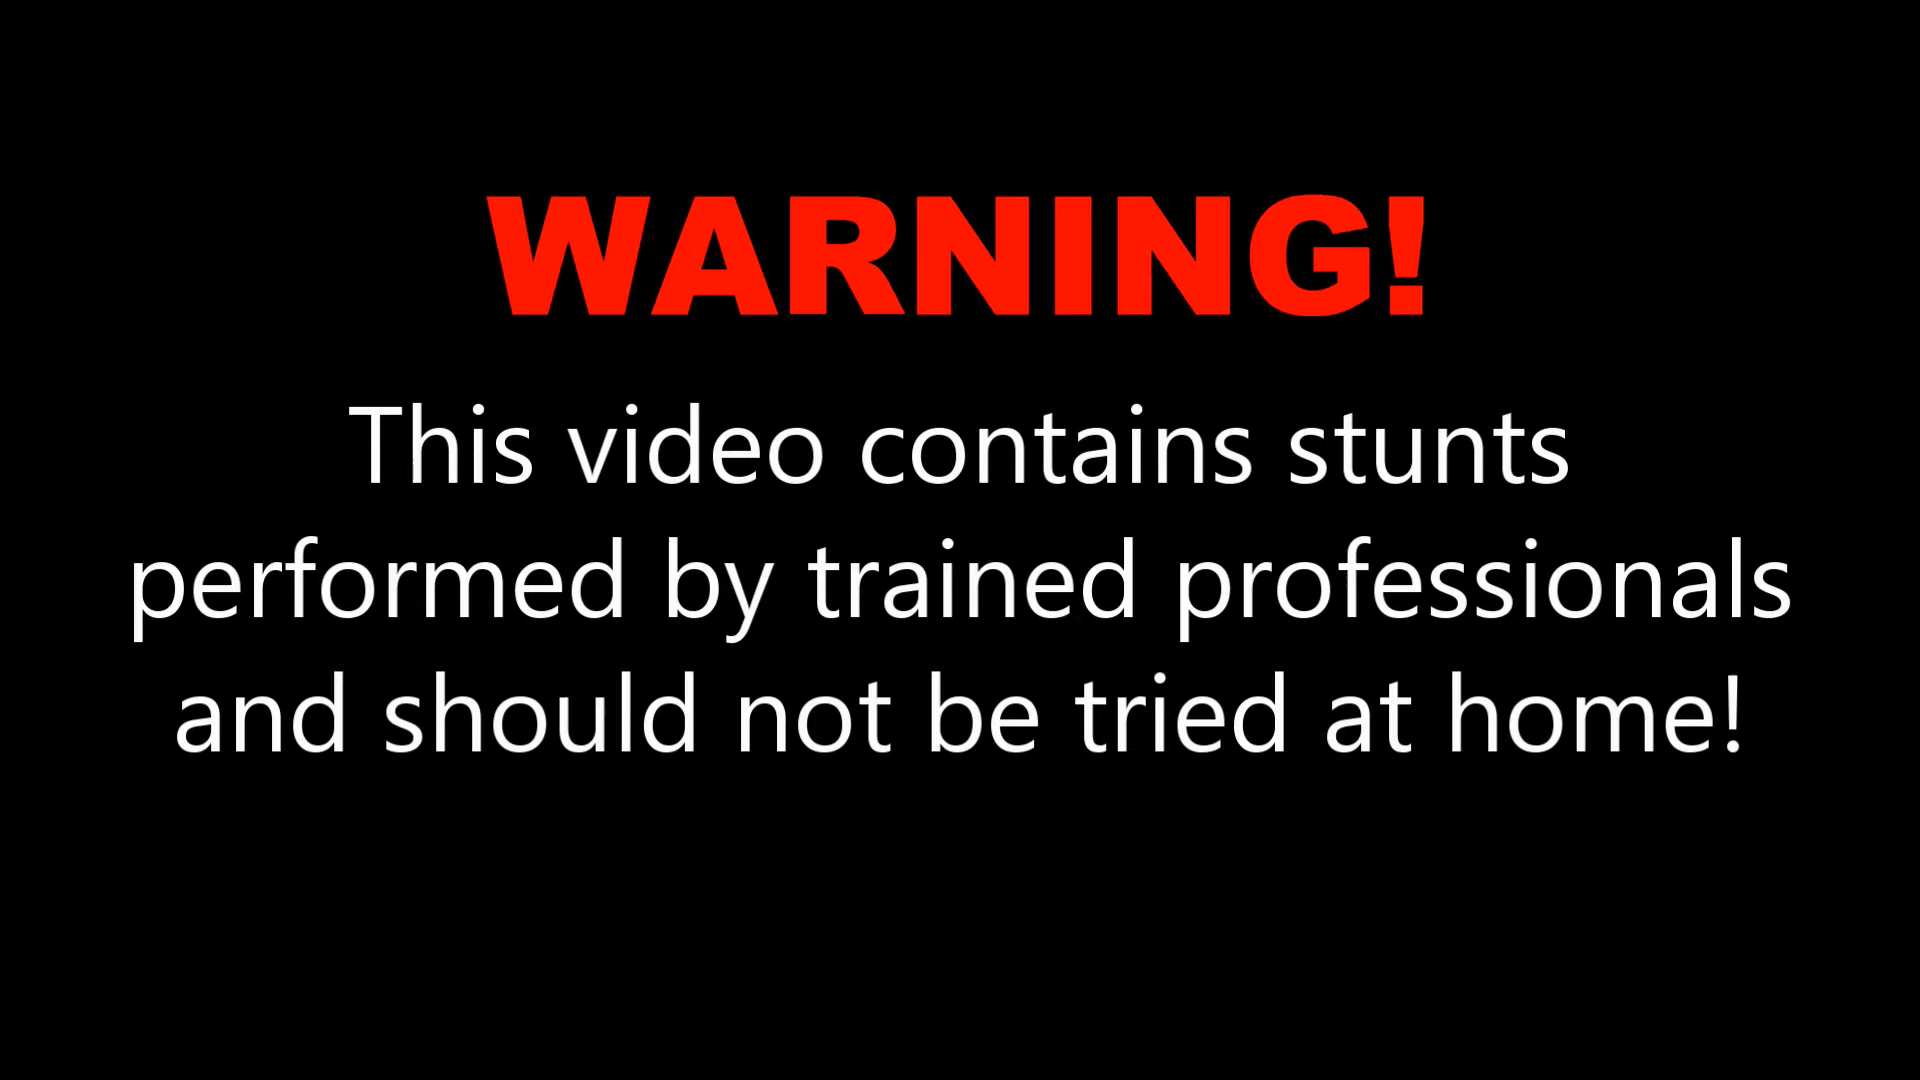 WARNING!
This video contains stunts
performed by trained professionals
and should not be tried at home!